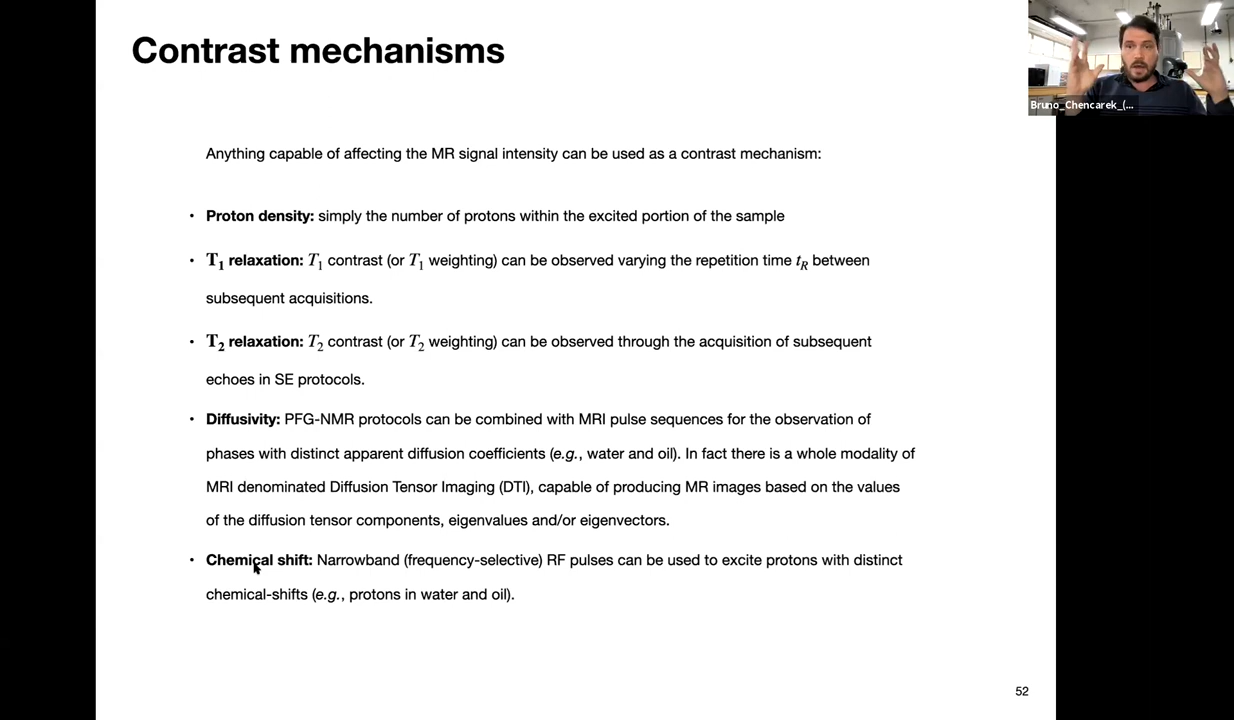 Contrast mechanisms
Bruno_Chencarek_(...
Anything capable of affecting the MR signal intensity can be used as a contrast mechanism:
• Proton density: simply the number of protons within the excited portion of the sample
• T₁ relaxation: T₁ contrast (or T₁ weighting) can be observed varying the repetition time t_R between
subsequent acquisitions.
• T₂ relaxation: T₂ contrast (or T₂ weighting) can be observed through the acquisition of subsequent
echoes in SE protocols.
• Diffusivity: PFG-NMR protocols can be combined with MRI pulse sequences for the observation of
phases with distinct apparent diffusion coefficients (e.g., water and oil). In fact there is a whole modality of
MRI denominated Diffusion Tensor Imaging (DTI), capable of producing MR images based on the values
of the diffusion tensor components, eigenvalues and/or eigenvectors.
• Chemical shift: Narrowband (frequency-selective) RF pulses can be used to excite protons with distinct
chemical-shifts (e.g., protons in water and oil).
52